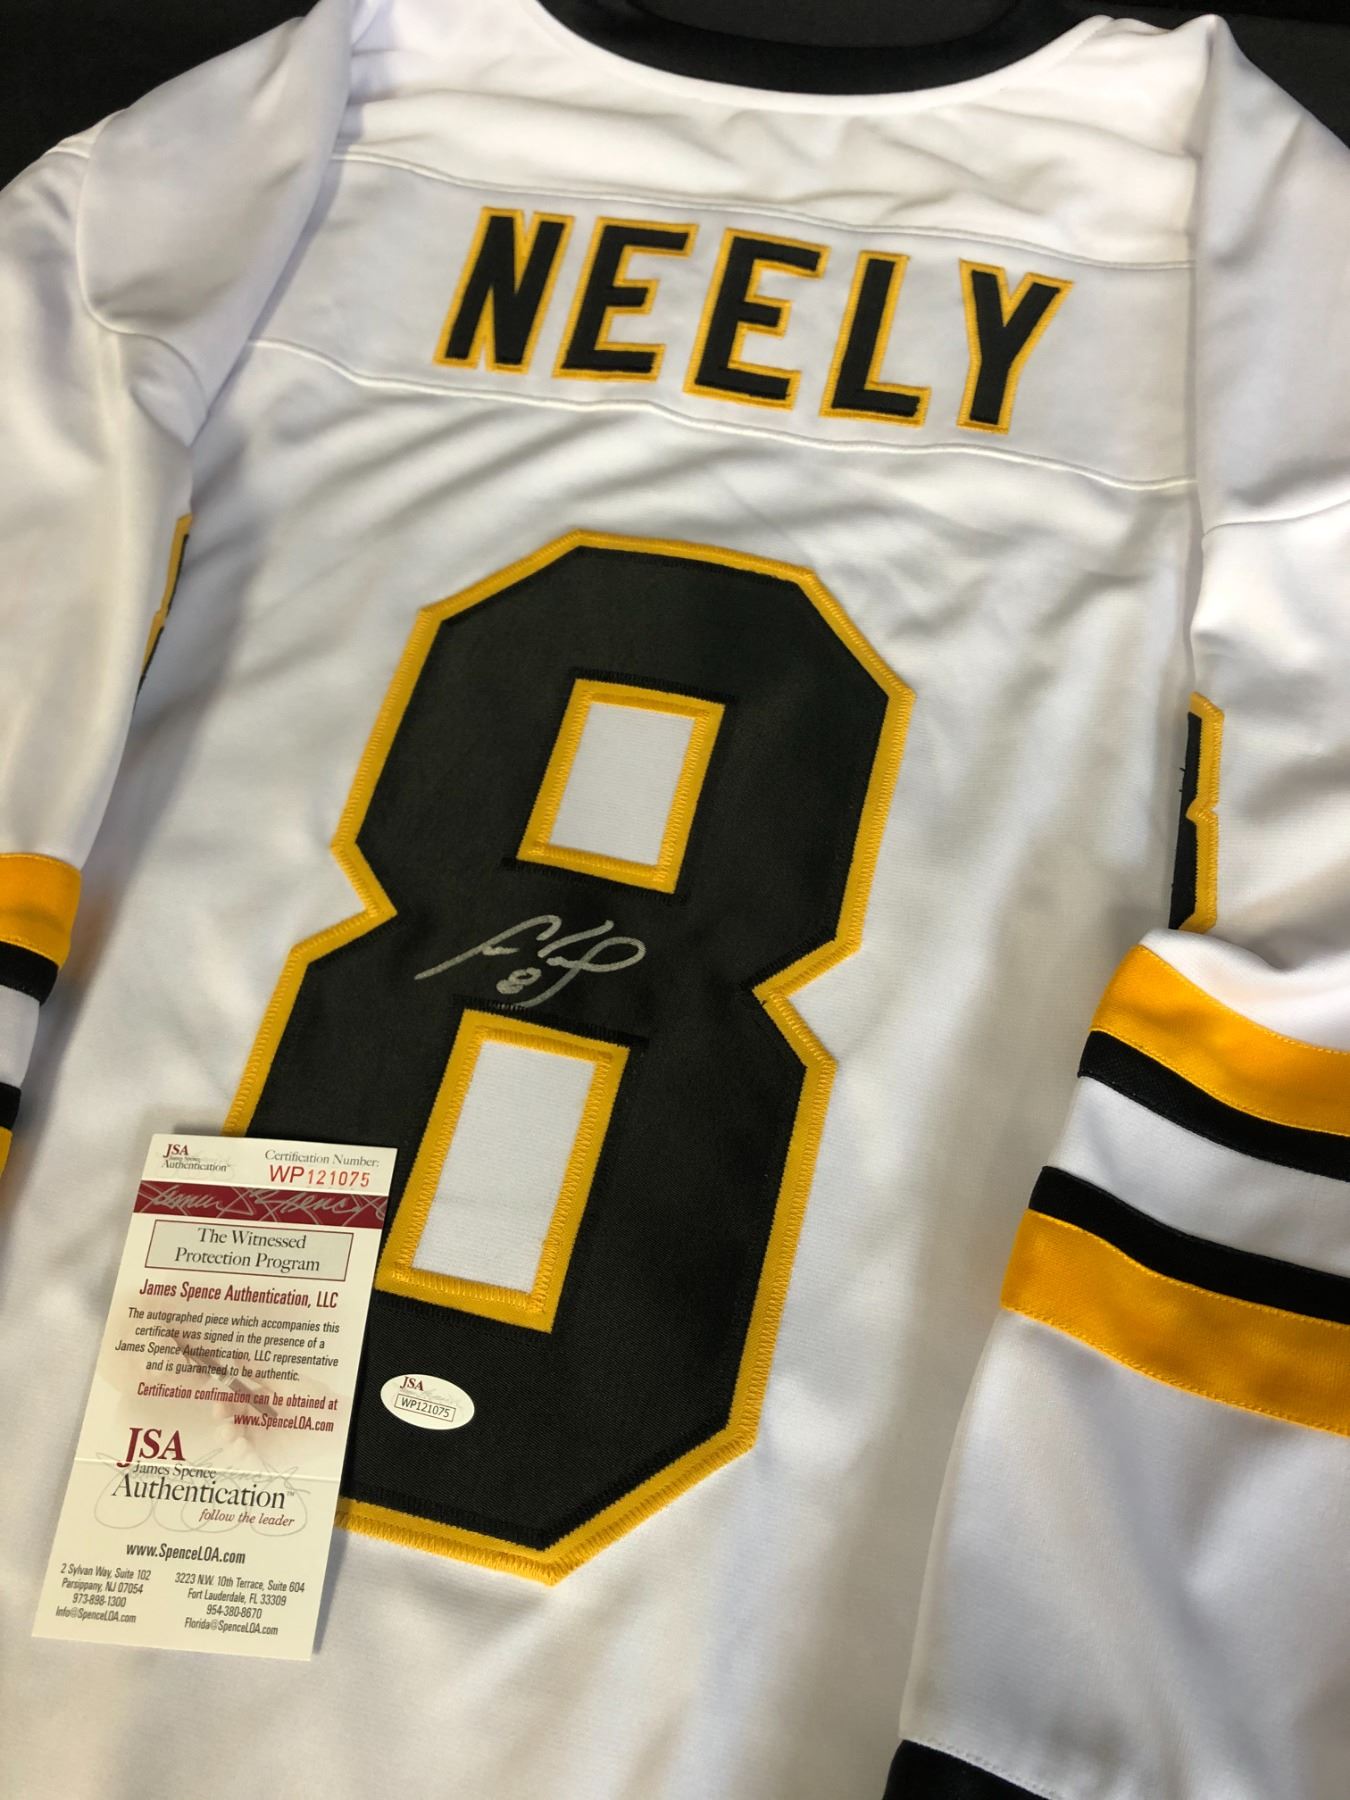 NEELY
8
8
JSA
Authentication™
Certification Number:
WP121075
The Witnessed
Protection Program
James Spence Authentication, LLC
The autographed piece which accompanies this
certificate was signed in the presence of a
James Spence Authentication, LLC representative
and is guaranteed to be authentic.
Certification confirmation can be obtained at
www.SpenceLOA.com
JSA
James Spence
Authentication™
follow the leader
www.SpenceLOA.com
2 Sylvan Way, Suite 102
Parsippany, NJ 07054
973-898-1300
Info@SpenceLOA.com
3223 N.W. 10th Terrace, Suite 604
Fort Lauderdale, FL 33309
954-380-8670
Florida@SpenceLOA.com
JSA
WP121075